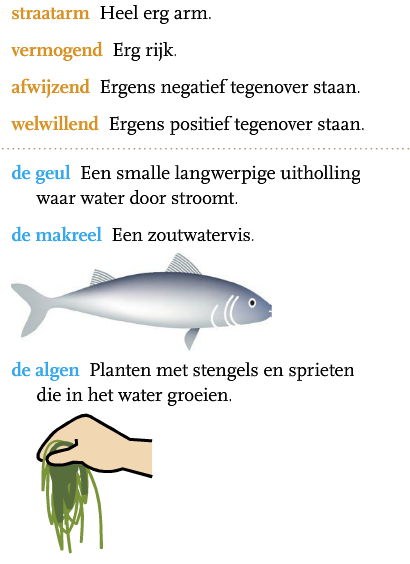 straatarm Heel erg arm.
vermogend Erg rijk.
afwijzend Ergens negatief tegenover staan.
welwillend Ergens positief tegenover staan.
de geul Een smalle langwerpige uitholling
waar water door stroomt.
de makreel Een zoutwatervis.
de algen Planten met stengels en sprieten
die in het water groeien.